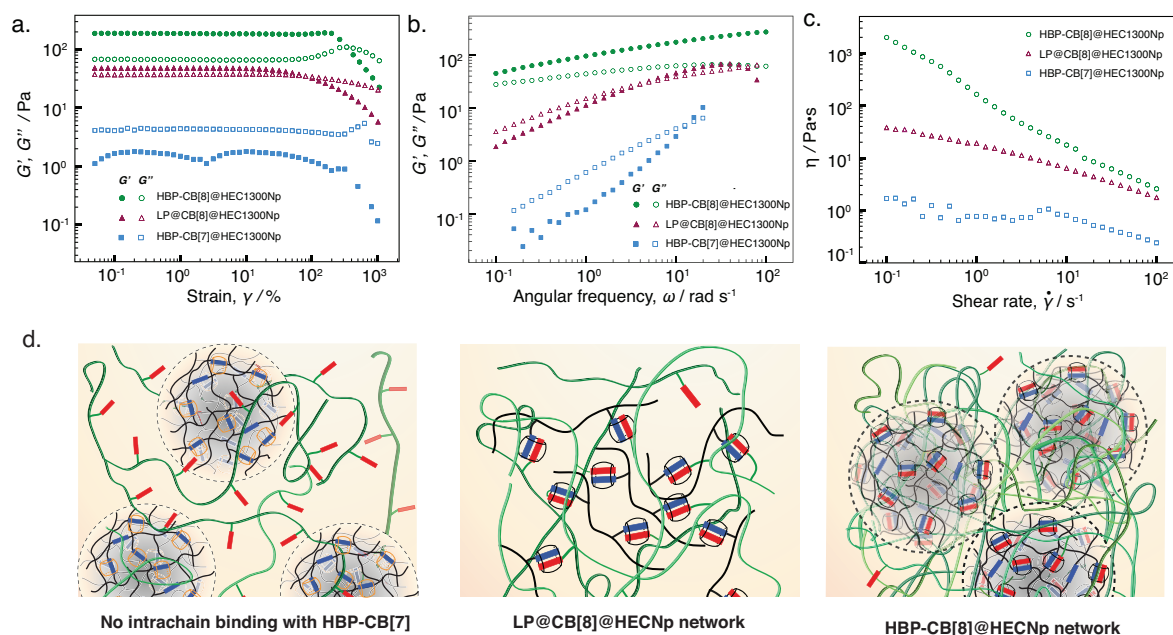 a.
G', G'' / Pa
10²
10¹
10⁰
10⁻¹
G' G''
HBP-CB[8]@HEC1300Np
LP@CB[8]@HEC1300Np
HBP-CB[7]@HEC1300Np
10⁻¹ 10⁰ 10¹ 10² 10³
Strain, γ / %
b.
G', G'' / Pa
10²
10¹
10⁰
10⁻¹
G' G''
HBP-CB[8]@HEC1300Np
LP@CB[8]@HEC1300Np
HBP-CB[7]@HEC1300Np
10⁻¹ 10⁰ 10¹ 10²
Angular frequency, ω / rad s⁻¹
c.
η / Pa•s
10³
10²
10¹
10⁰
10⁻¹
HBP-CB[8]@HEC1300Np
LP@CB[8]@HEC1300Np
HBP-CB[7]@HEC1300Np
10⁻¹ 10⁰ 10¹ 10²
Shear rate, γ̇ / s⁻¹
d.
No intrachain binding with HBP-CB[7]
LP@CB[8]@HECNp network
HBP-CB[8]@HECNp network